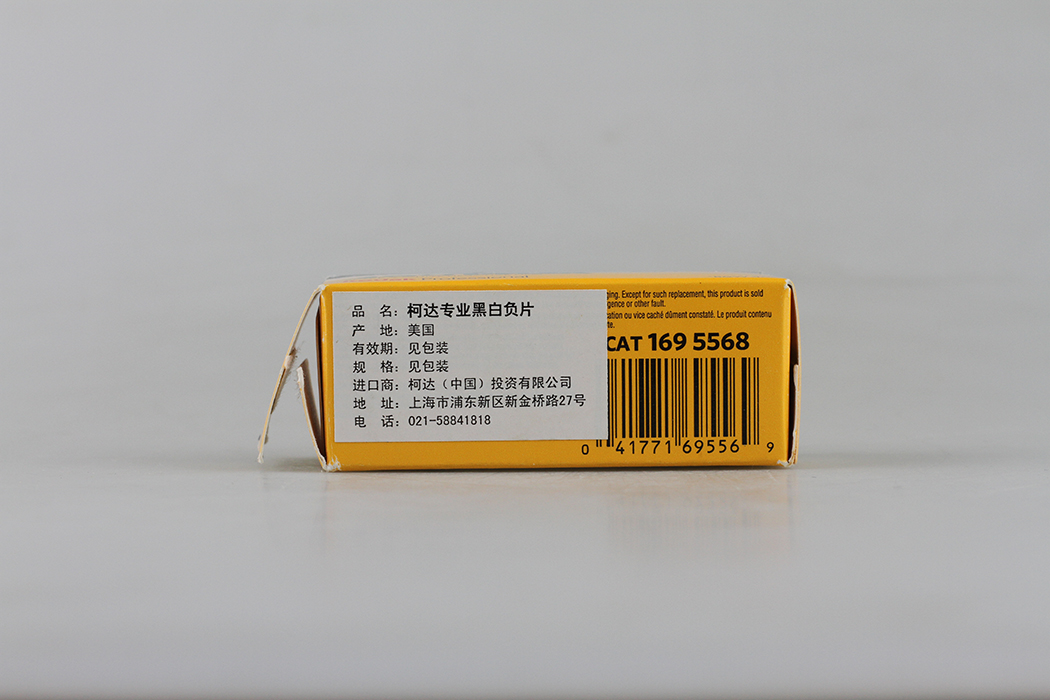 品 名：柯达专业黑白负片
产 地：美国
有效期：见包装
规 格：见包装
进口商：柯达（中国）投资有限公司
地 址：上海市浦东新区新金桥路27号
电 话：021-58841818
Except for such replacement, this product is sold
or other fault.
ou vice caché dûment constaté. Le produit contenu
CAT 169 5568
0 41771 69556 9